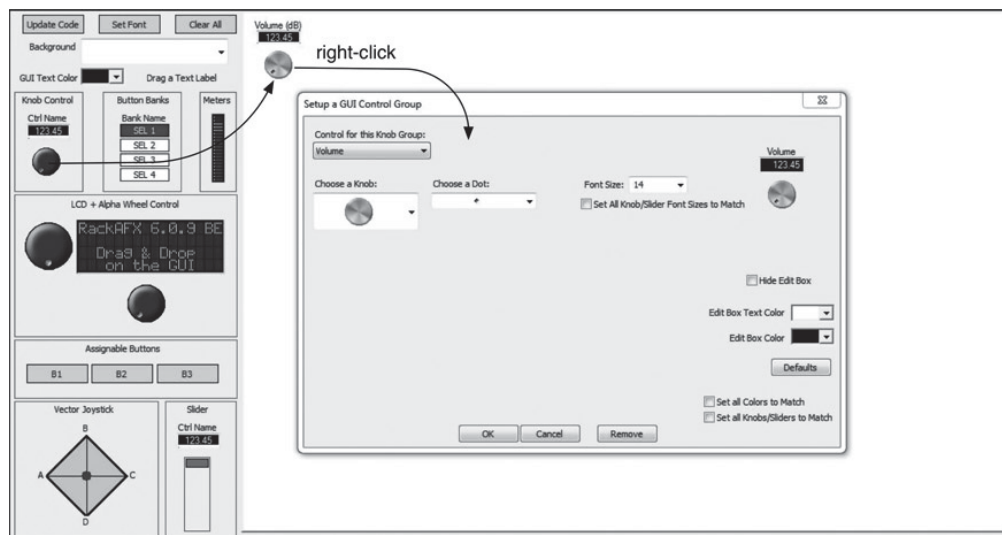 Update Code Set Font Clear All
Background
GUI Text Color Drag a Text Label
Knob Control Button Banks Meters
Ctrl Name Bank Name
123.45 SEL 1
SEL 2
SEL 3
SEL 4
LCD + Alpha Wheel Control
RackAFX 6.0.9 BE
Drag & Drop
on the GUI
Assignable Buttons
B1 B2 B3
Vector Joystick Slider
B Ctrl Name
123.45
A C
D
Volume (dB)
123.45
right-click
Setup a GUI Control Group
Control for this Knob Group:
Volume
Choose a Knob: Choose a Dot: Font Size: 14
Set All Knob/Slider Font Sizes to Match
Volume
123.45
Hide Edit Box
Edit Box Text Color
Edit Box Color
Defaults
Set all Colors to Match
Set all Knobs/Sliders to Match
OK Cancel Remove